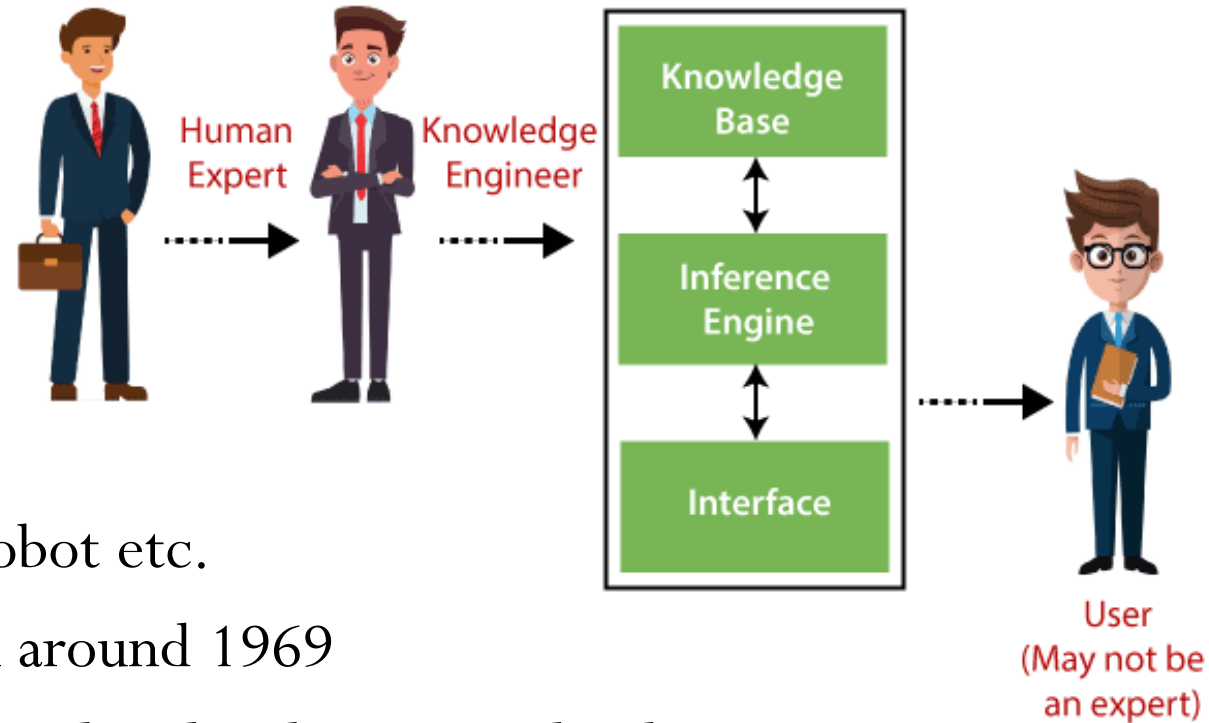 Human
Expert
Knowledge
Engineer
Knowledge
Base
Inference
Engine
Interface
obot etc.
around 1969
User
(May not be
an expert)